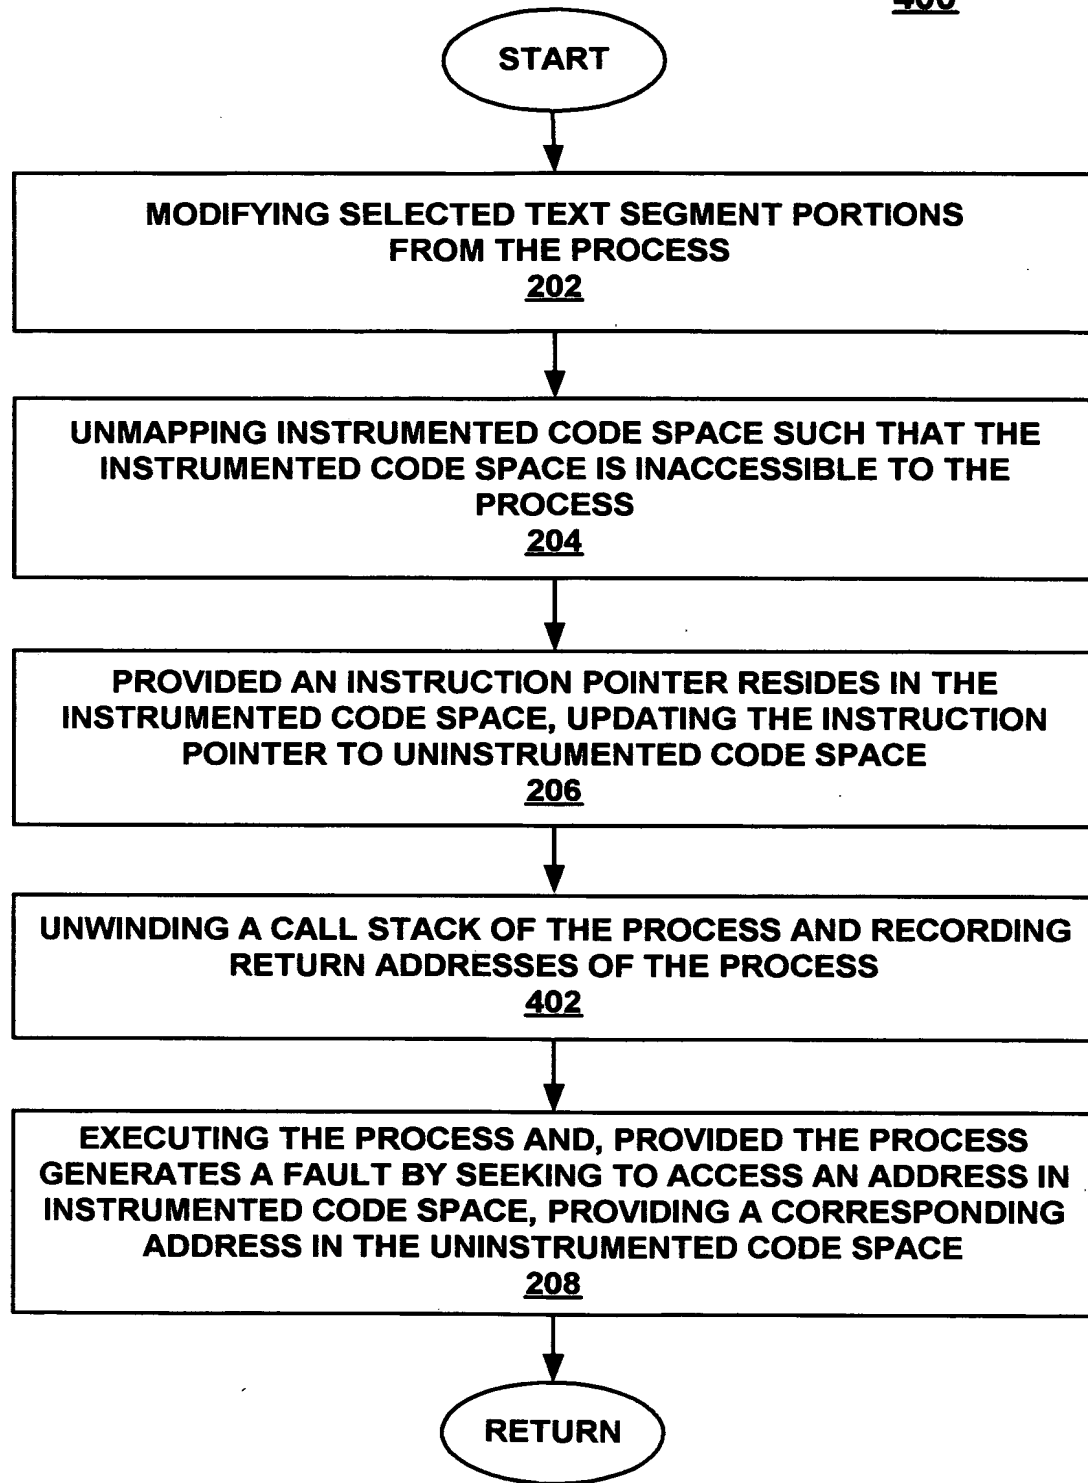 400
START
MODIFYING SELECTED TEXT SEGMENT PORTIONS
FROM THE PROCESS
202
UNMAPPING INSTRUMENTED CODE SPACE SUCH THAT THE
INSTRUMENTED CODE SPACE IS INACCESSIBLE TO THE
PROCESS
204
PROVIDED AN INSTRUCTION POINTER RESIDES IN THE
INSTRUMENTED CODE SPACE, UPDATING THE INSTRUCTION
POINTER TO UNINSTRUMENTED CODE SPACE
206
UNWINDING A CALL STACK OF THE PROCESS AND RECORDING
RETURN ADDRESSES OF THE PROCESS
402
EXECUTING THE PROCESS AND, PROVIDED THE PROCESS
GENERATES A FAULT BY SEEKING TO ACCESS AN ADDRESS IN
INSTRUMENTED CODE SPACE, PROVIDING A CORRESPONDING
ADDRESS IN THE UNINSTRUMENTED CODE SPACE
208
RETURN